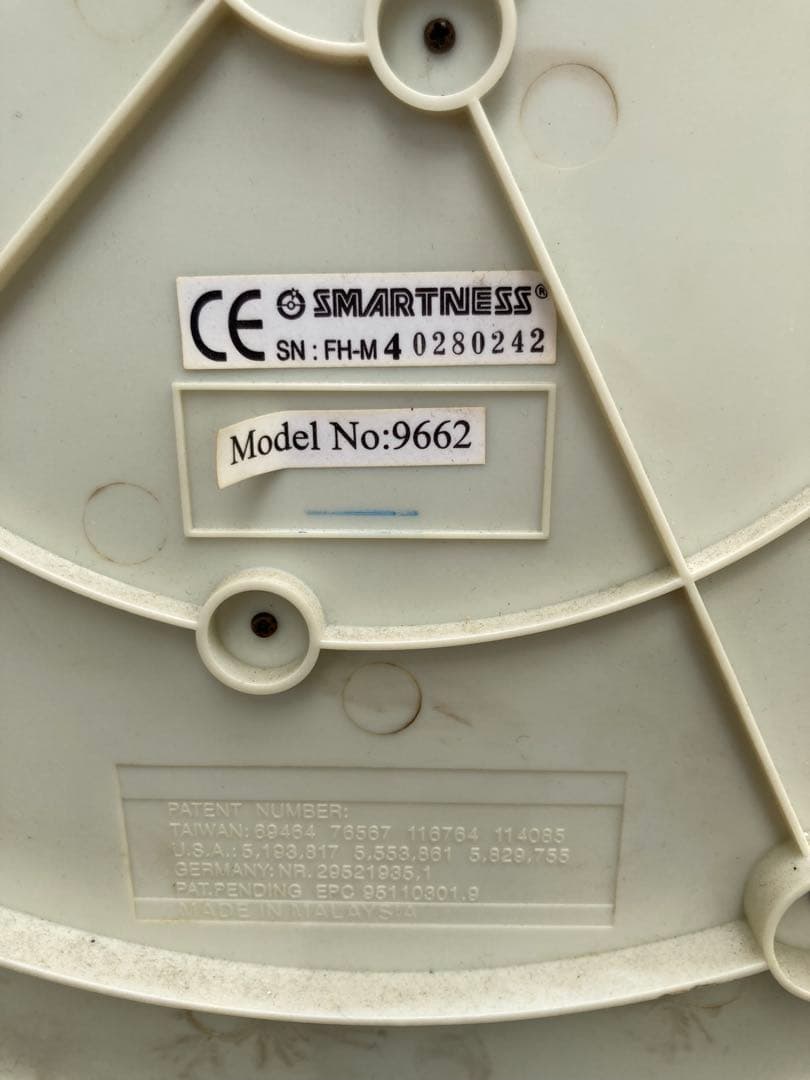 CE SMARTNESS®
SN : FH-M 4 0280242
Model No:9662
PATENT NUMBER:
TAIWAN: 69464 76567 116764 114085
U.S.A.: 5,193,817 5,553,861 5,829,755
GERMANY: NR. 29521935,1
PAT.PENDING EPC 95110301.9
MADE IN MALAYSIA